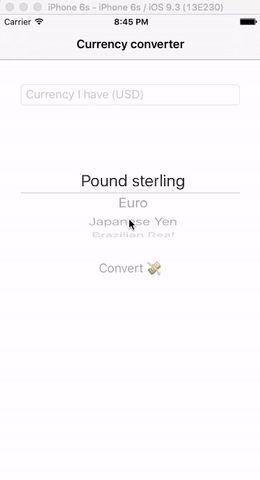 iPhone 6s - iPhone 6s / iOS 9.3 (13E230)
Carrier 8:45 PM
Currency converter
Currency I have (USD)
Pound sterling
Euro
Japanese Yen
Brazilian Real
Convert 💸